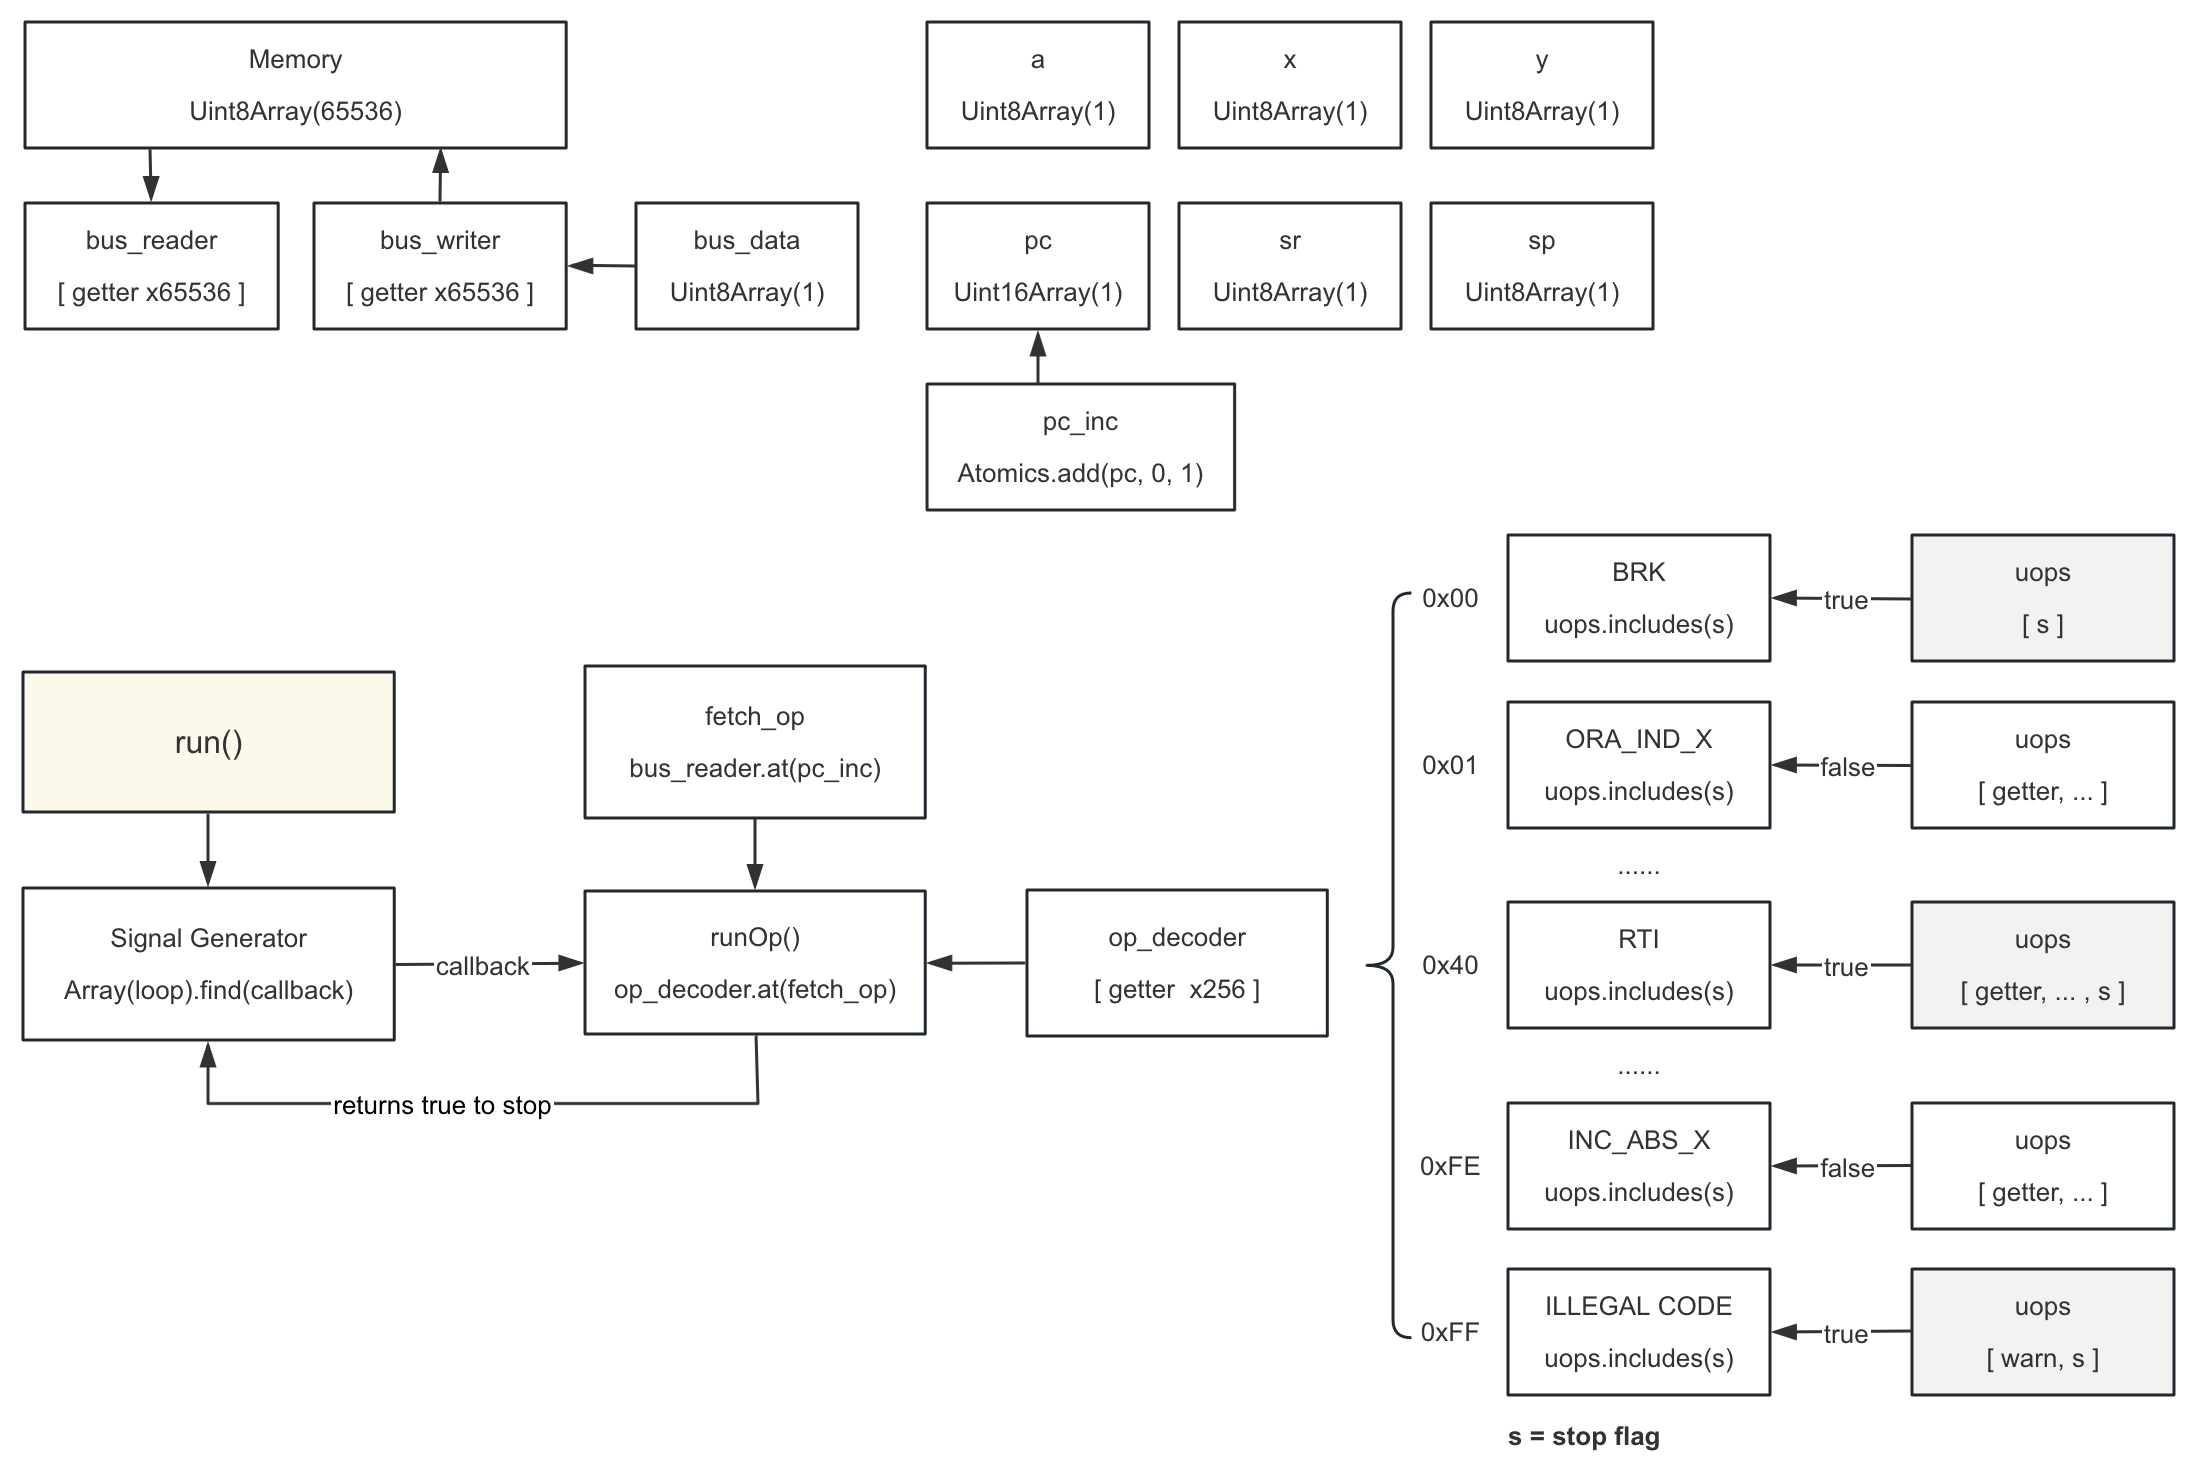 Memory
Uint8Array(65536)
a
Uint8Array(1)
x
Uint8Array(1)
y
Uint8Array(1)
bus_reader
[ getter x65536 ]
bus_writer
[ getter x65536 ]
bus_data
Uint8Array(1)
pc
Uint16Array(1)
sr
Uint8Array(1)
sp
Uint8Array(1)
pc_inc
Atomics.add(pc, 0, 1)
run()
fetch_op
bus_reader.at(pc_inc)
Signal Generator
Array(loop).find(callback)
callback
runOp()
op_decoder.at(fetch_op)
op_decoder
[ getter  x256 ]
returns true to stop
0x00
BRK
uops.includes(s)
true
uops
[ s ]
0x01
ORA_IND_X
uops.includes(s)
false
uops
[ getter, ... ]
......
0x40
RTI
uops.includes(s)
true
uops
[ getter, ... , s ]
......
0xFE
INC_ABS_X
uops.includes(s)
false
uops
[ getter, ... ]
0xFF
ILLEGAL CODE
uops.includes(s)
true
uops
[ warn, s ]
s = stop flag